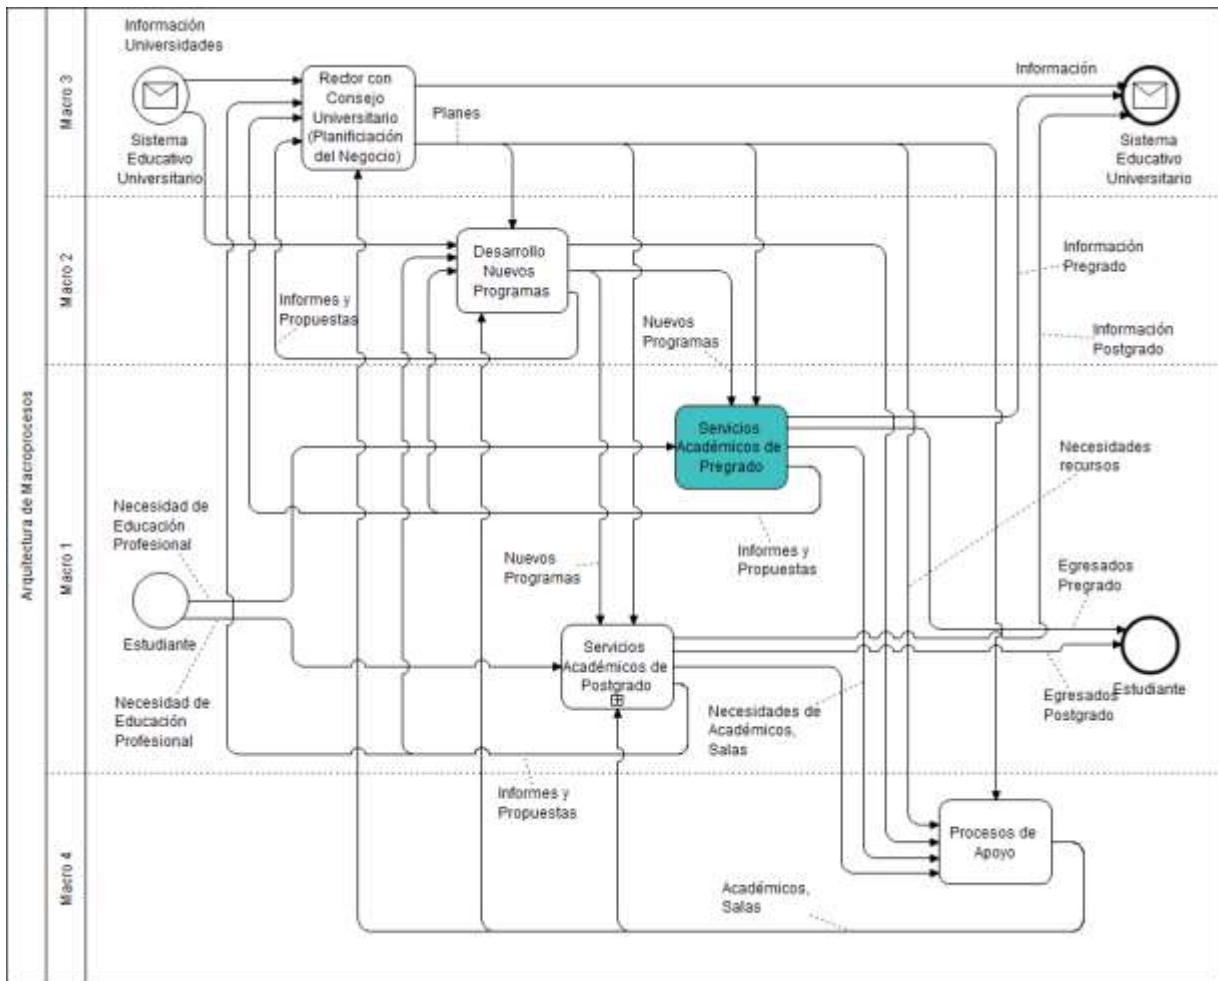 Arquitectura de Macroprocesos
Macro 3
Información
Universidades
Sistema
Educativo
Universitario
Rector con
Consejo
Universitario
(Planificiación
del Negocio)
Planes
Información
Sistema
Educativo
Universitario
Macro 2
Desarrollo
Nuevos
Programas
Informes y
Propuestas
Nuevos
Programas
Información
Pregrado
Información
Postgrado
Macro 1
Servicios
Académicos de
Pregrado
Necesidades
recursos
Necesidad de
Educación
Profesional
Estudiante
Necesidad de
Educación
Profesional
Nuevos
Programas
Informes y
Propuestas
Egresados
Pregrado
Servicios
Académicos de
Postgrado
Necesidades de
Académicos,
Salas
Estudiante
Egresados
Postgrado
Informes y
Propuestas
Macro 4
Procesos de
Apoyo
Académicos,
Salas